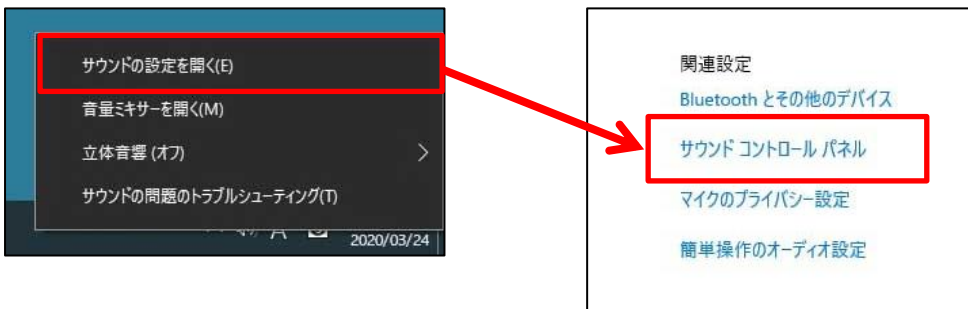 サウンドの設定を開く(E)
音量ミキサーを開く(M)
立体音響 (オフ)
サウンドの問題のトラブルシューティング(T)
A
2020/03/24
関連設定
Bluetooth とその他のデバイス
サウンド コントロール パネル
マイクのプライバシー設定
簡単操作のオーディオ設定